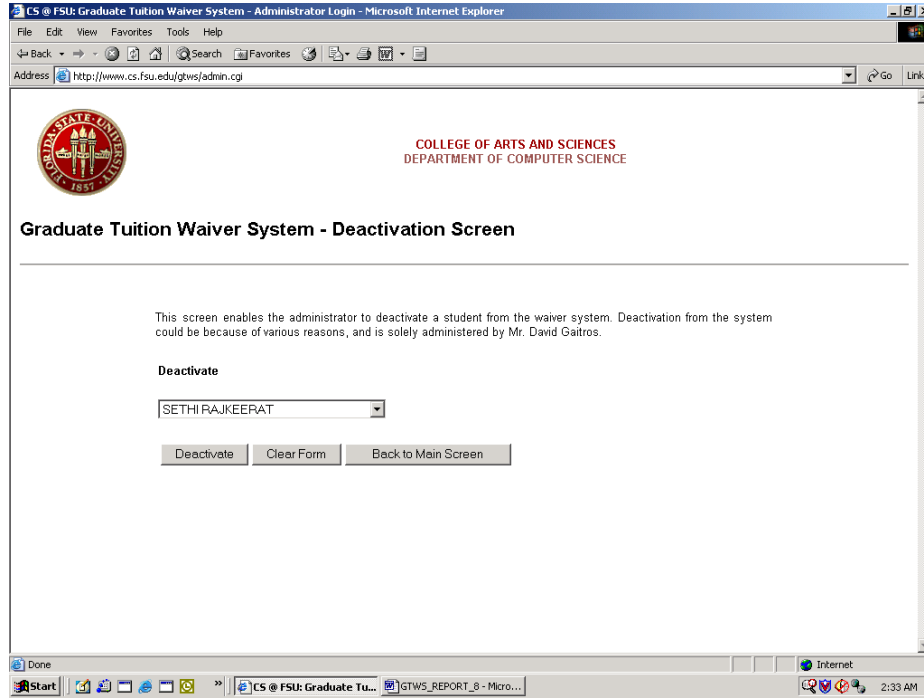 CS @ FSU: Graduate Tuition Waiver System - Administrator Login - Microsoft Internet Explorer
File Edit View Favorites Tools Help
Back Search Favorites
Address http://www.cs.fsu.edu/gtws/admin.cgi Go Link
STATE UNIVERSITY
FLORIDA
1857
COLLEGE OF ARTS AND SCIENCES
DEPARTMENT OF COMPUTER SCIENCE
Graduate Tuition Waiver System - Deactivation Screen
This screen enables the administrator to deactivate a student from the waiver system. Deactivation from the system
could be because of various reasons, and is solely administered by Mr. David Gaitros.
Deactivate
SETHI RAJKEERAT
Deactivate Clear Form Back to Main Screen
Done Internet
Start » CS @ FSU: Graduate Tu... GTWS_REPORT_8 - Micro... 2:33 AM